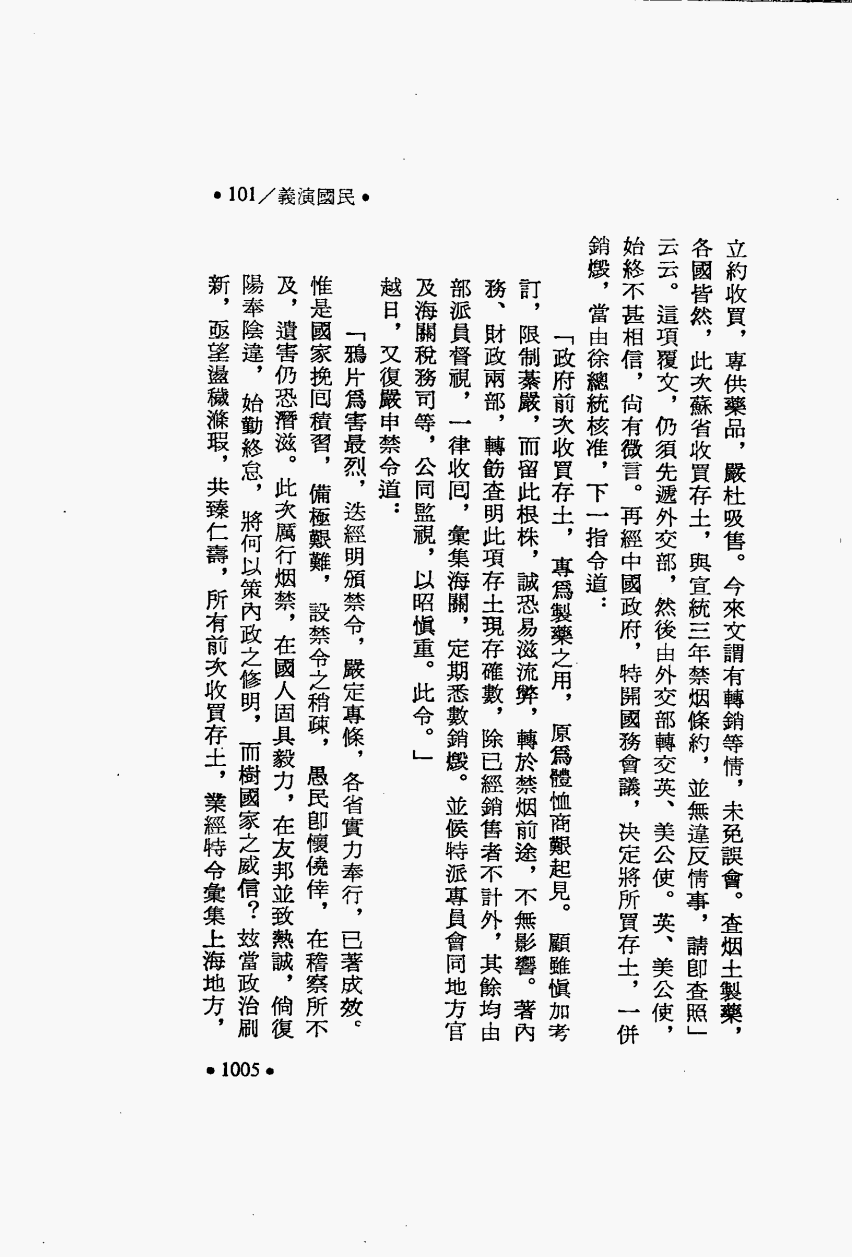 •民國演義／101•
立約收買，專供藥品，嚴杜吸售。今來文謂有轉銷等情，未免誤會。查烟土製藥，
各國皆然，此次蘇省收買存土，與宣統三年禁烟條約，並無違反情事，請卽查照」
云云。這項覆文，仍須先遞外交部，然後由外交部轉交英、美公使。英、美公使，
始終不甚相信，尙有微言。再經中國政府，特開國務會議，決定將所買存土，一併
銷燬，當由徐總統核准，下一指令道：
「政府前次收買存土，專爲製藥之用，原爲體恤商艱起見。顧雖愼加考
訂，限制綦嚴，而留此根株，誠恐易滋流弊，轉於禁烟前途，不無影響。著內
務、財政兩部，轉飭查明此項存土現存確數，除已經銷售者不計外，其餘均由
部派員督視，一律收回，彙集海關，定期悉數銷燬。並候特派專員會同地方官
及海關稅務司等，公同監視，以昭愼重。此令。」
越日，又復嚴申禁令道：
「鴉片爲害最烈，迭經明頒禁令，嚴定專條，各省實力奉行，已著成效。
惟是國家挽回積習，備極艱難，設禁令之稍疎，愚民卽懷僥倖，在稽察所不
及，遺害仍恐潛滋。此次厲行烟禁，在國人固具毅力，在友邦並致熱誠，倘復
陽奉陰違，始勤終怠，將何以策內政之修明，而樹國家之威信？玆當政治刷
新，亟望盪穢滌瑕，共臻仁壽，所有前次收買存土，業經特令彙集上海地方，
•1005•